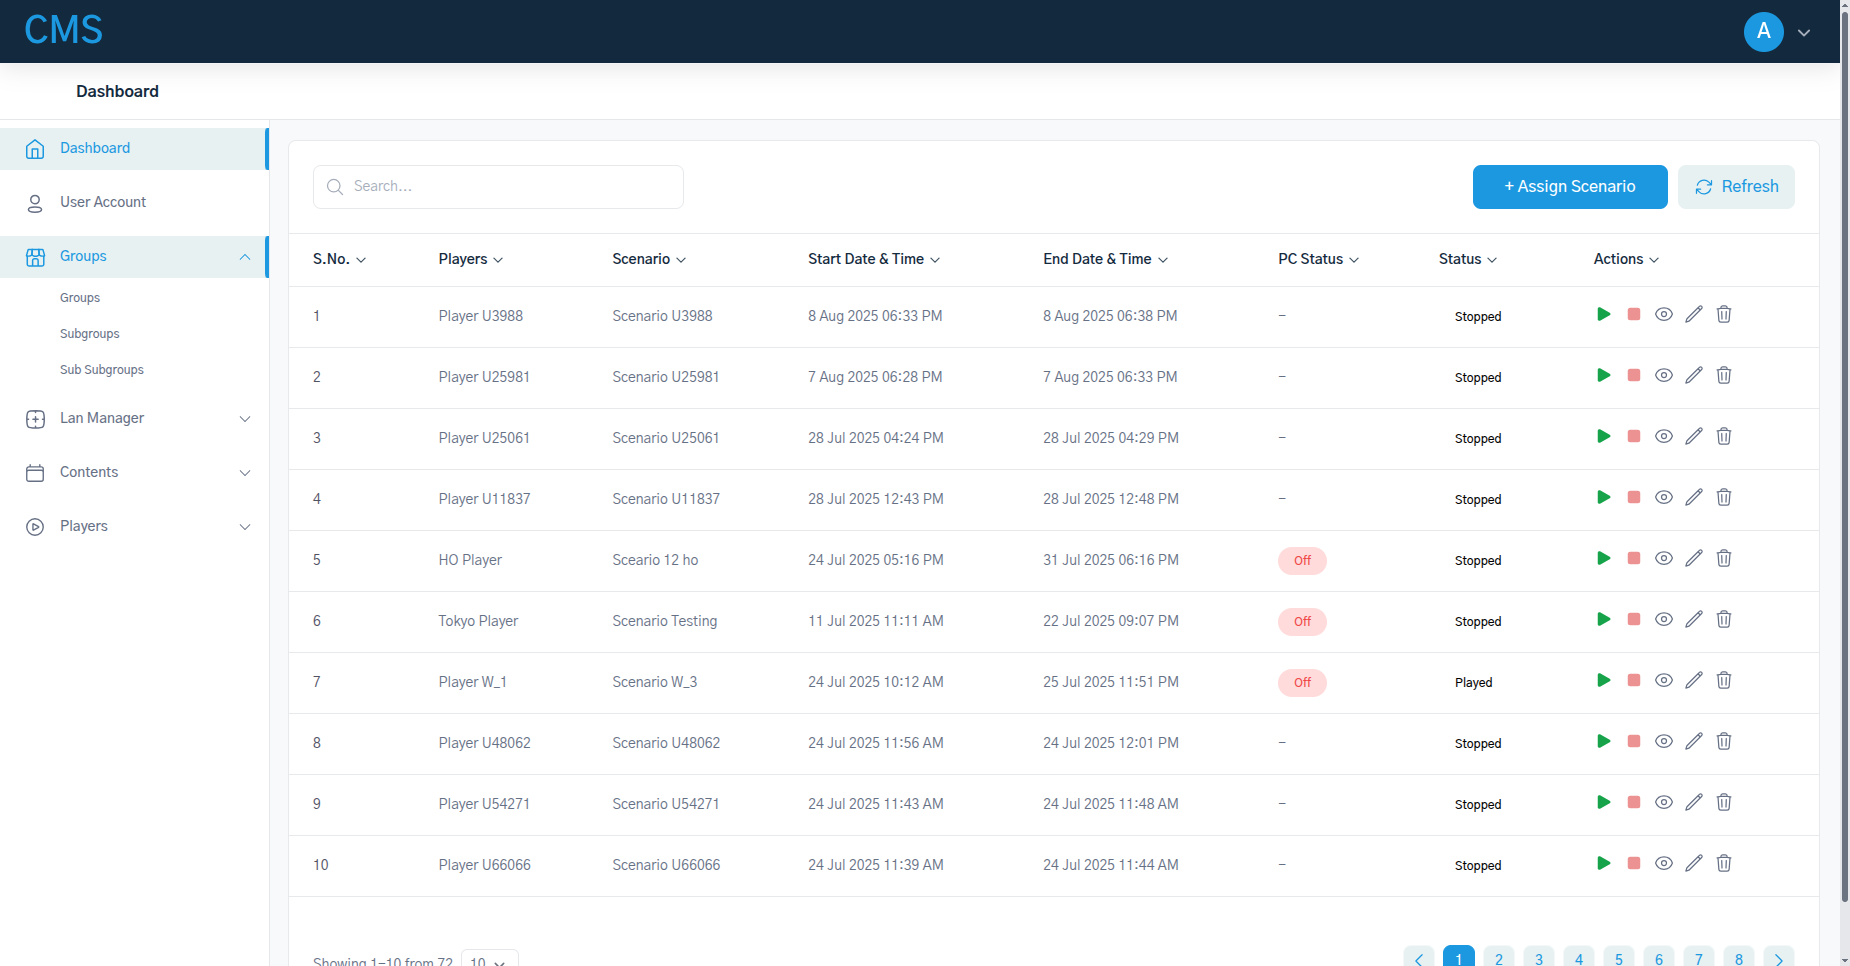 CMS
A
Dashboard
Dashboard
User Account
Groups
Groups
Subgroups
Sub Subgroups
Lan Manager
Contents
Players
Search...
+ Assign Scenario
Refresh
S.No. Players Scenario Start Date & Time End Date & Time PC Status Status Actions
1 Player U3988 Scenario U3988 8 Aug 2025 06:33 PM 8 Aug 2025 06:38 PM – Stopped
2 Player U25981 Scenario U25981 7 Aug 2025 06:28 PM 7 Aug 2025 06:33 PM – Stopped
3 Player U25061 Scenario U25061 28 Jul 2025 04:24 PM 28 Jul 2025 04:29 PM – Stopped
4 Player U11837 Scenario U11837 28 Jul 2025 12:43 PM 28 Jul 2025 12:48 PM – Stopped
5 HO Player Sceario 12 ho 24 Jul 2025 05:16 PM 31 Jul 2025 06:16 PM Off Stopped
6 Tokyo Player Scenario Testing 11 Jul 2025 11:11 AM 22 Jul 2025 09:07 PM Off Stopped
7 Player W_1 Scenario W_3 24 Jul 2025 10:12 AM 25 Jul 2025 11:51 PM Off Played
8 Player U48062 Scenario U48062 24 Jul 2025 11:56 AM 24 Jul 2025 12:01 PM – Stopped
9 Player U54271 Scenario U54271 24 Jul 2025 11:43 AM 24 Jul 2025 11:48 AM – Stopped
10 Player U66066 Scenario U66066 24 Jul 2025 11:39 AM 24 Jul 2025 11:44 AM – Stopped
Showing 1–10 from 72 10
1 2 3 4 5 6 7 8